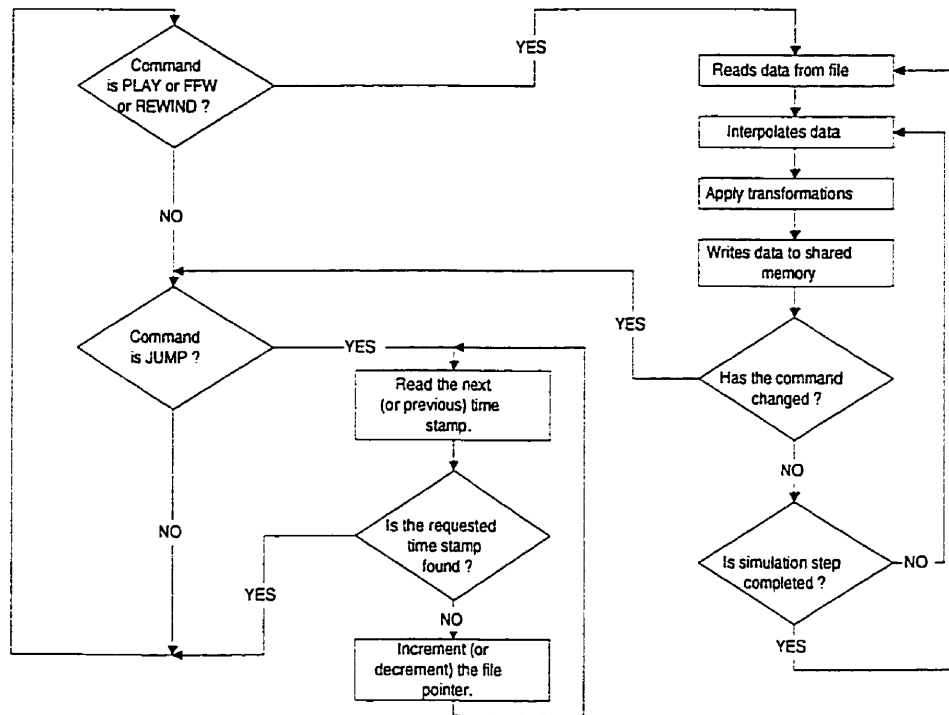 Command
is PLAY or FFW
or REWIND ?
YES
NO
Reads data from file
Interpolates data
Apply transformations
Writes data to shared
memory
YES
Has the command
changed ?
NO
Is simulation step
completed ?
NO
YES
Command
is JUMP ?
YES
NO
Read the next
(or previous) time
stamp.
Is the requested
time stamp
found ?
YES
NO
Increment (or
decrement) the file
pointer.